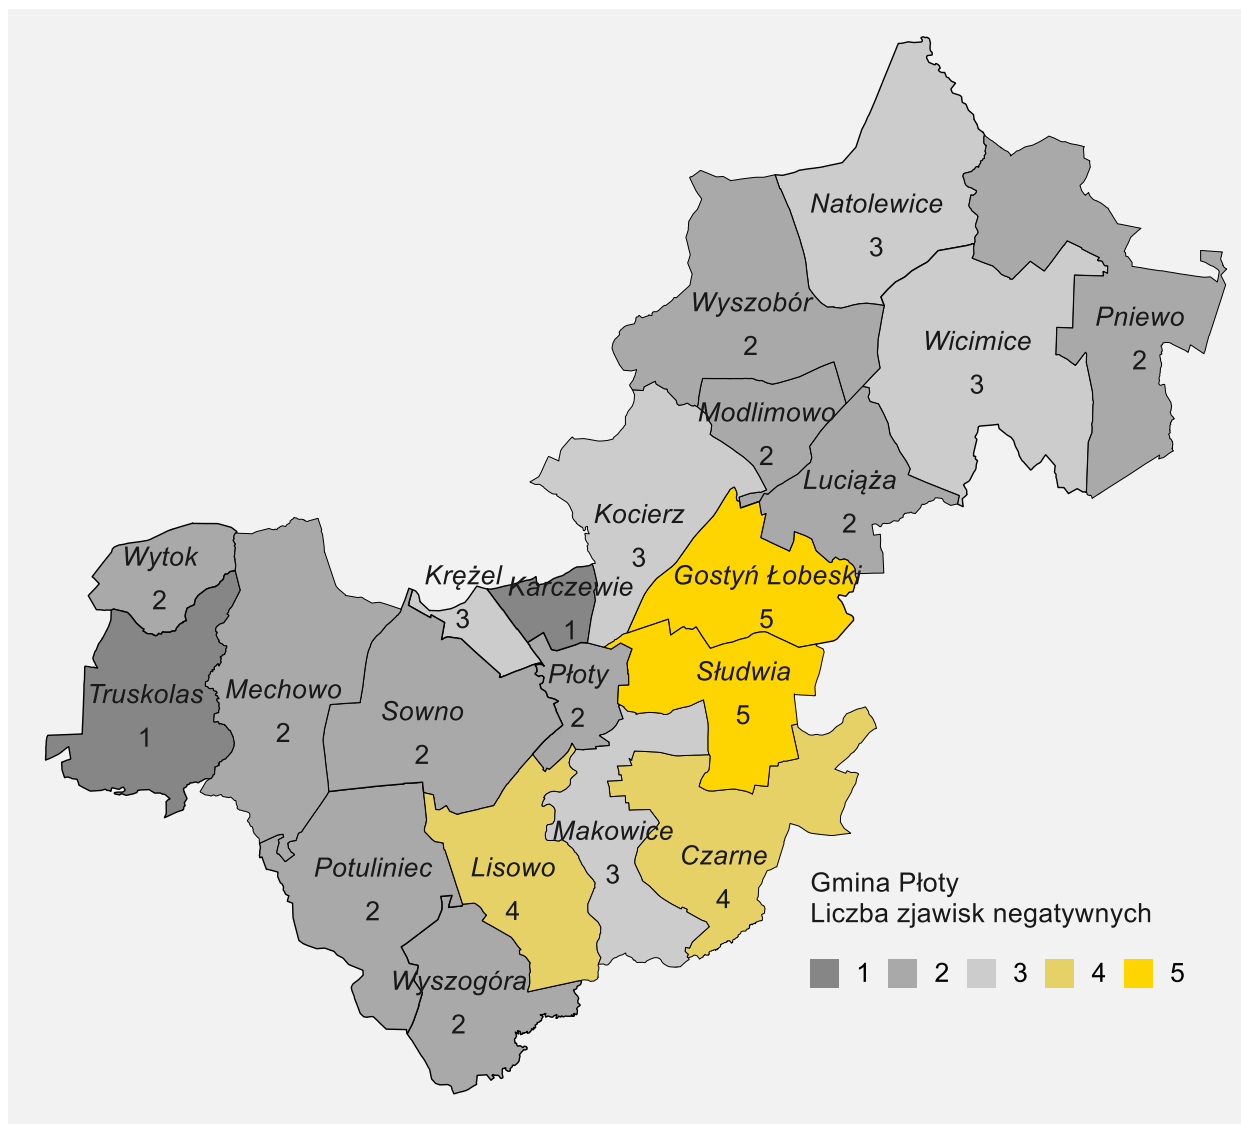 Natolewice
3
Wyszobór
2
Pniewo
2
Wicimice
3
Modlimowo
2
Luciąża
2
Kocierz
3
Gostyń Łobeski
5
Wytok
2
Krężel
3
Karczewie
1
Płoty
2
Słudwia
5
Truskolas
1
Mechowo
2
Sowno
2
Makowice
3
Czarne
4
Potuliniec
2
Lisowo
4
Wyszogóra
2
Gmina Płoty
Liczba zjawisk negatywnych
1 2 3 4 5